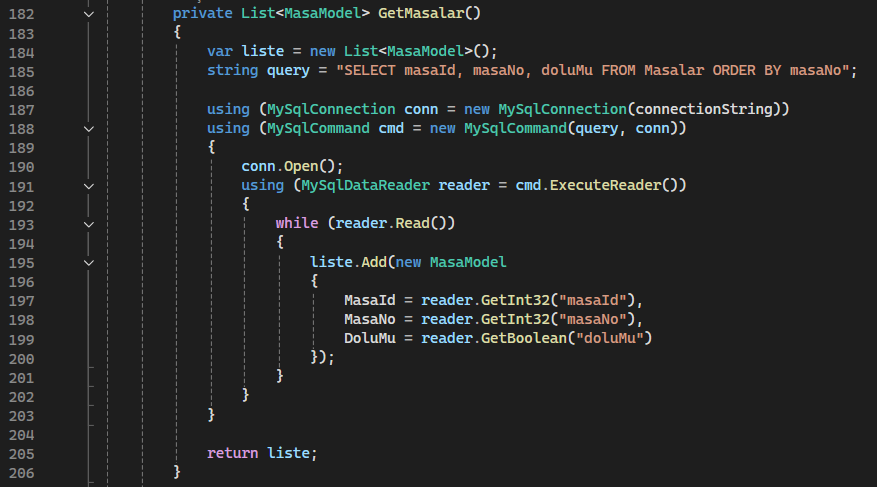 182 private List<MasaModel> GetMasalar()
183 {
184 var liste = new List<MasaModel>();
185 string query = "SELECT masaId, masaNo, doluMu FROM Masalar ORDER BY masaNo";
186
187 using (MySqlConnection conn = new MySqlConnection(connectionString))
188 using (MySqlCommand cmd = new MySqlCommand(query, conn))
189 {
190 conn.Open();
191 using (MySqlDataReader reader = cmd.ExecuteReader())
192 {
193 while (reader.Read())
194 {
195 liste.Add(new MasaModel
196 {
197 MasaId = reader.GetInt32("masaId"),
198 MasaNo = reader.GetInt32("masaNo"),
199 DoluMu = reader.GetBoolean("doluMu")
200 });
201 }
202 }
203 }
204
205 return liste;
206 }